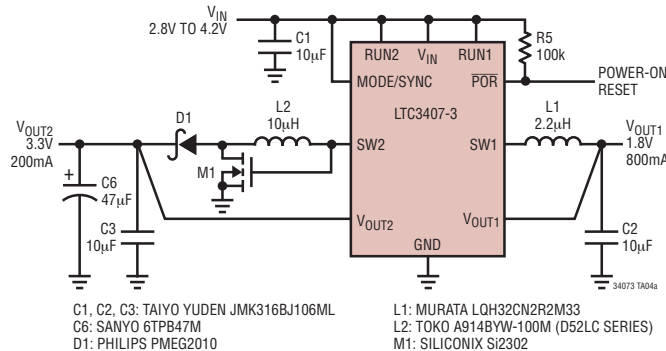 VIN
2.8V TO 4.2V
C1
10µF
RUN2
VIN
RUN1
R5
100k
MODE/SYNC
POR
POWER-ON
RESET
LTC3407-3
VOUT2
3.3V
200mA
D1
L2
10µH
M1
SW2
SW1
L1
2.2µH
VOUT1
1.8V
800mA
+
C6
47µF
C3
10µF
VOUT2
VOUT1
GND
C2
10µF
34073 TA04a
C1, C2, C3: TAIYO YUDEN JMK316BJ106ML
C6: SANYO 6TPB47M
D1: PHILIPS PMEG2010
L1: MURATA LQH32CN2R2M33
L2: TOKO A914BYW-100M (D52LC SERIES)
M1: SILICONIX Si2302